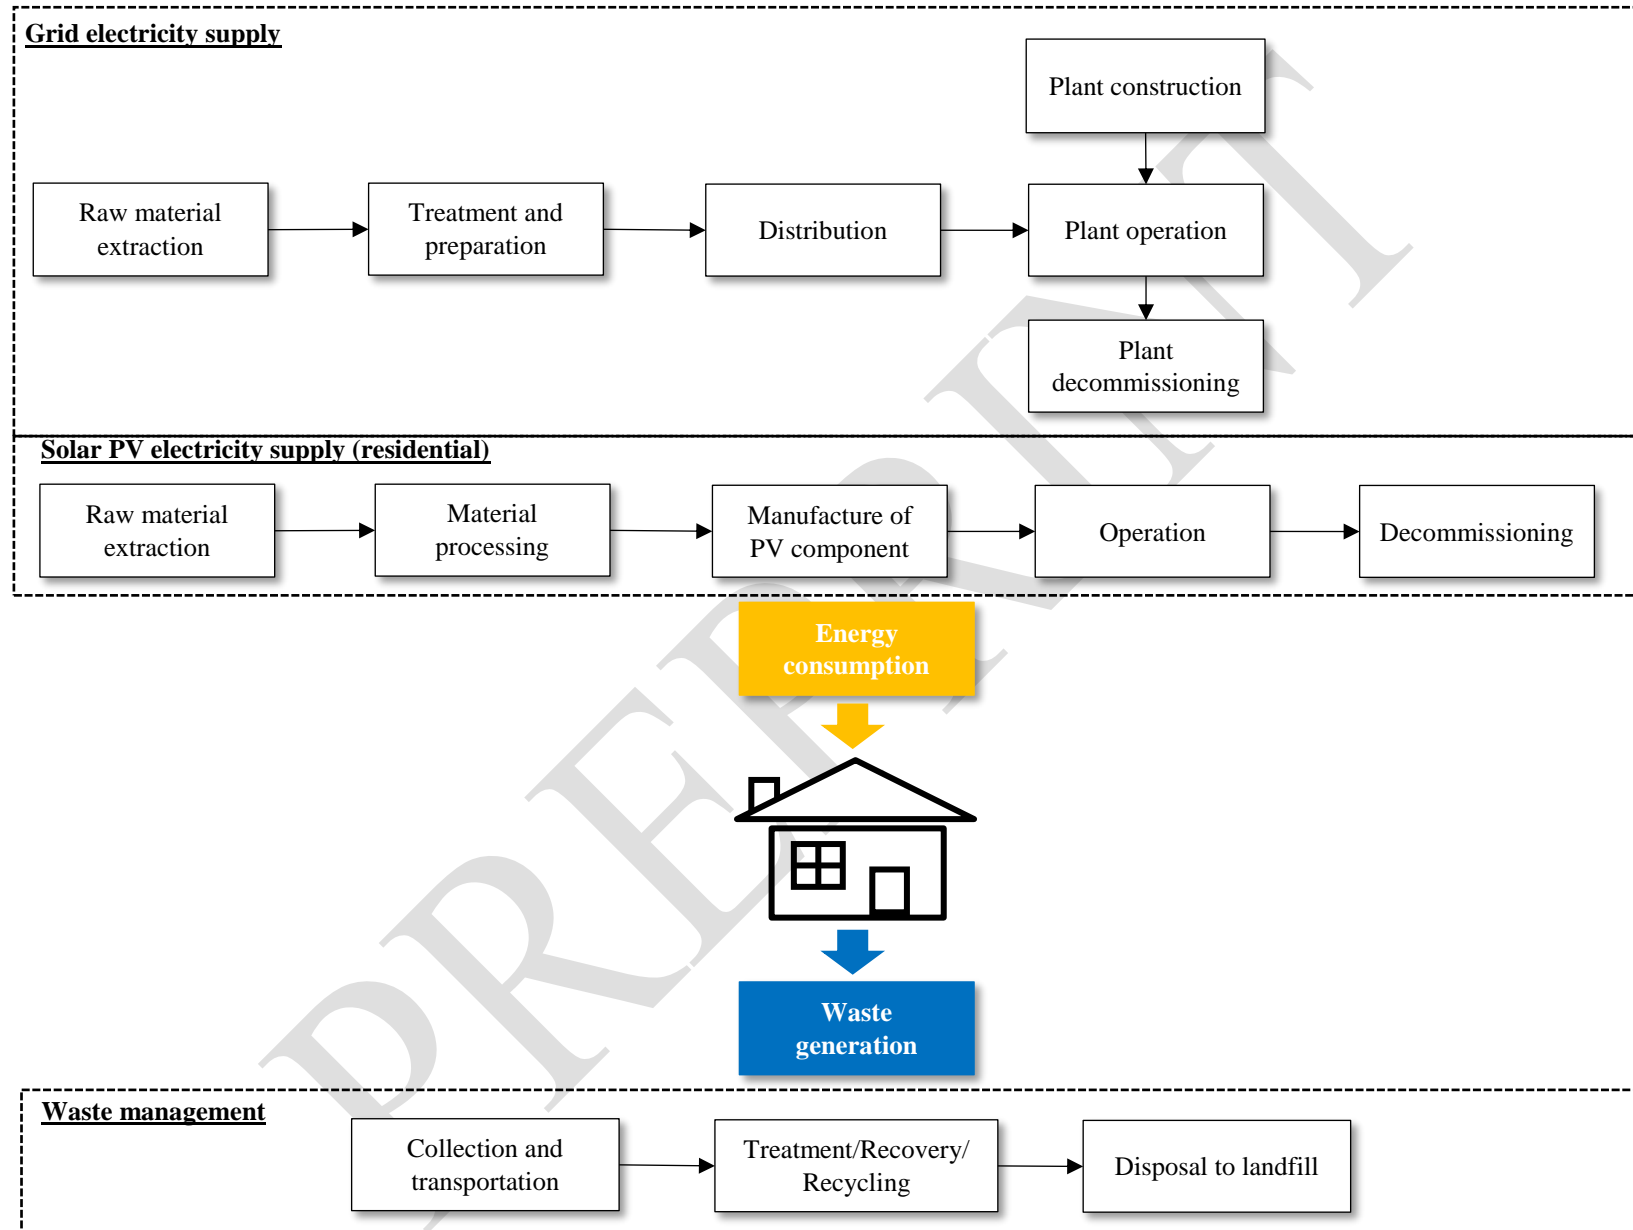 Grid electricity supply
Plant construction
Raw material
extraction
Treatment and
preparation
Distribution
Plant operation
Plant
decommissioning
Solar PV electricity supply (residential)
Raw material
extraction
Material
processing
Manufacture of
PV component
Operation
Decommissioning
Energy
consumption
Waste
generation
Waste management
Collection and
transportation
Treatment/Recovery/
Recycling
Disposal to landfill
PREPRINT